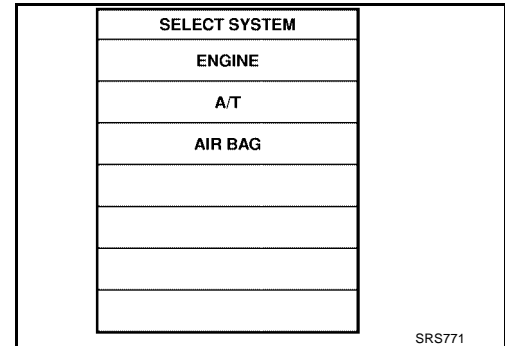 SELECT SYSTEM
ENGINE
A/T
AIR BAG
SRS771